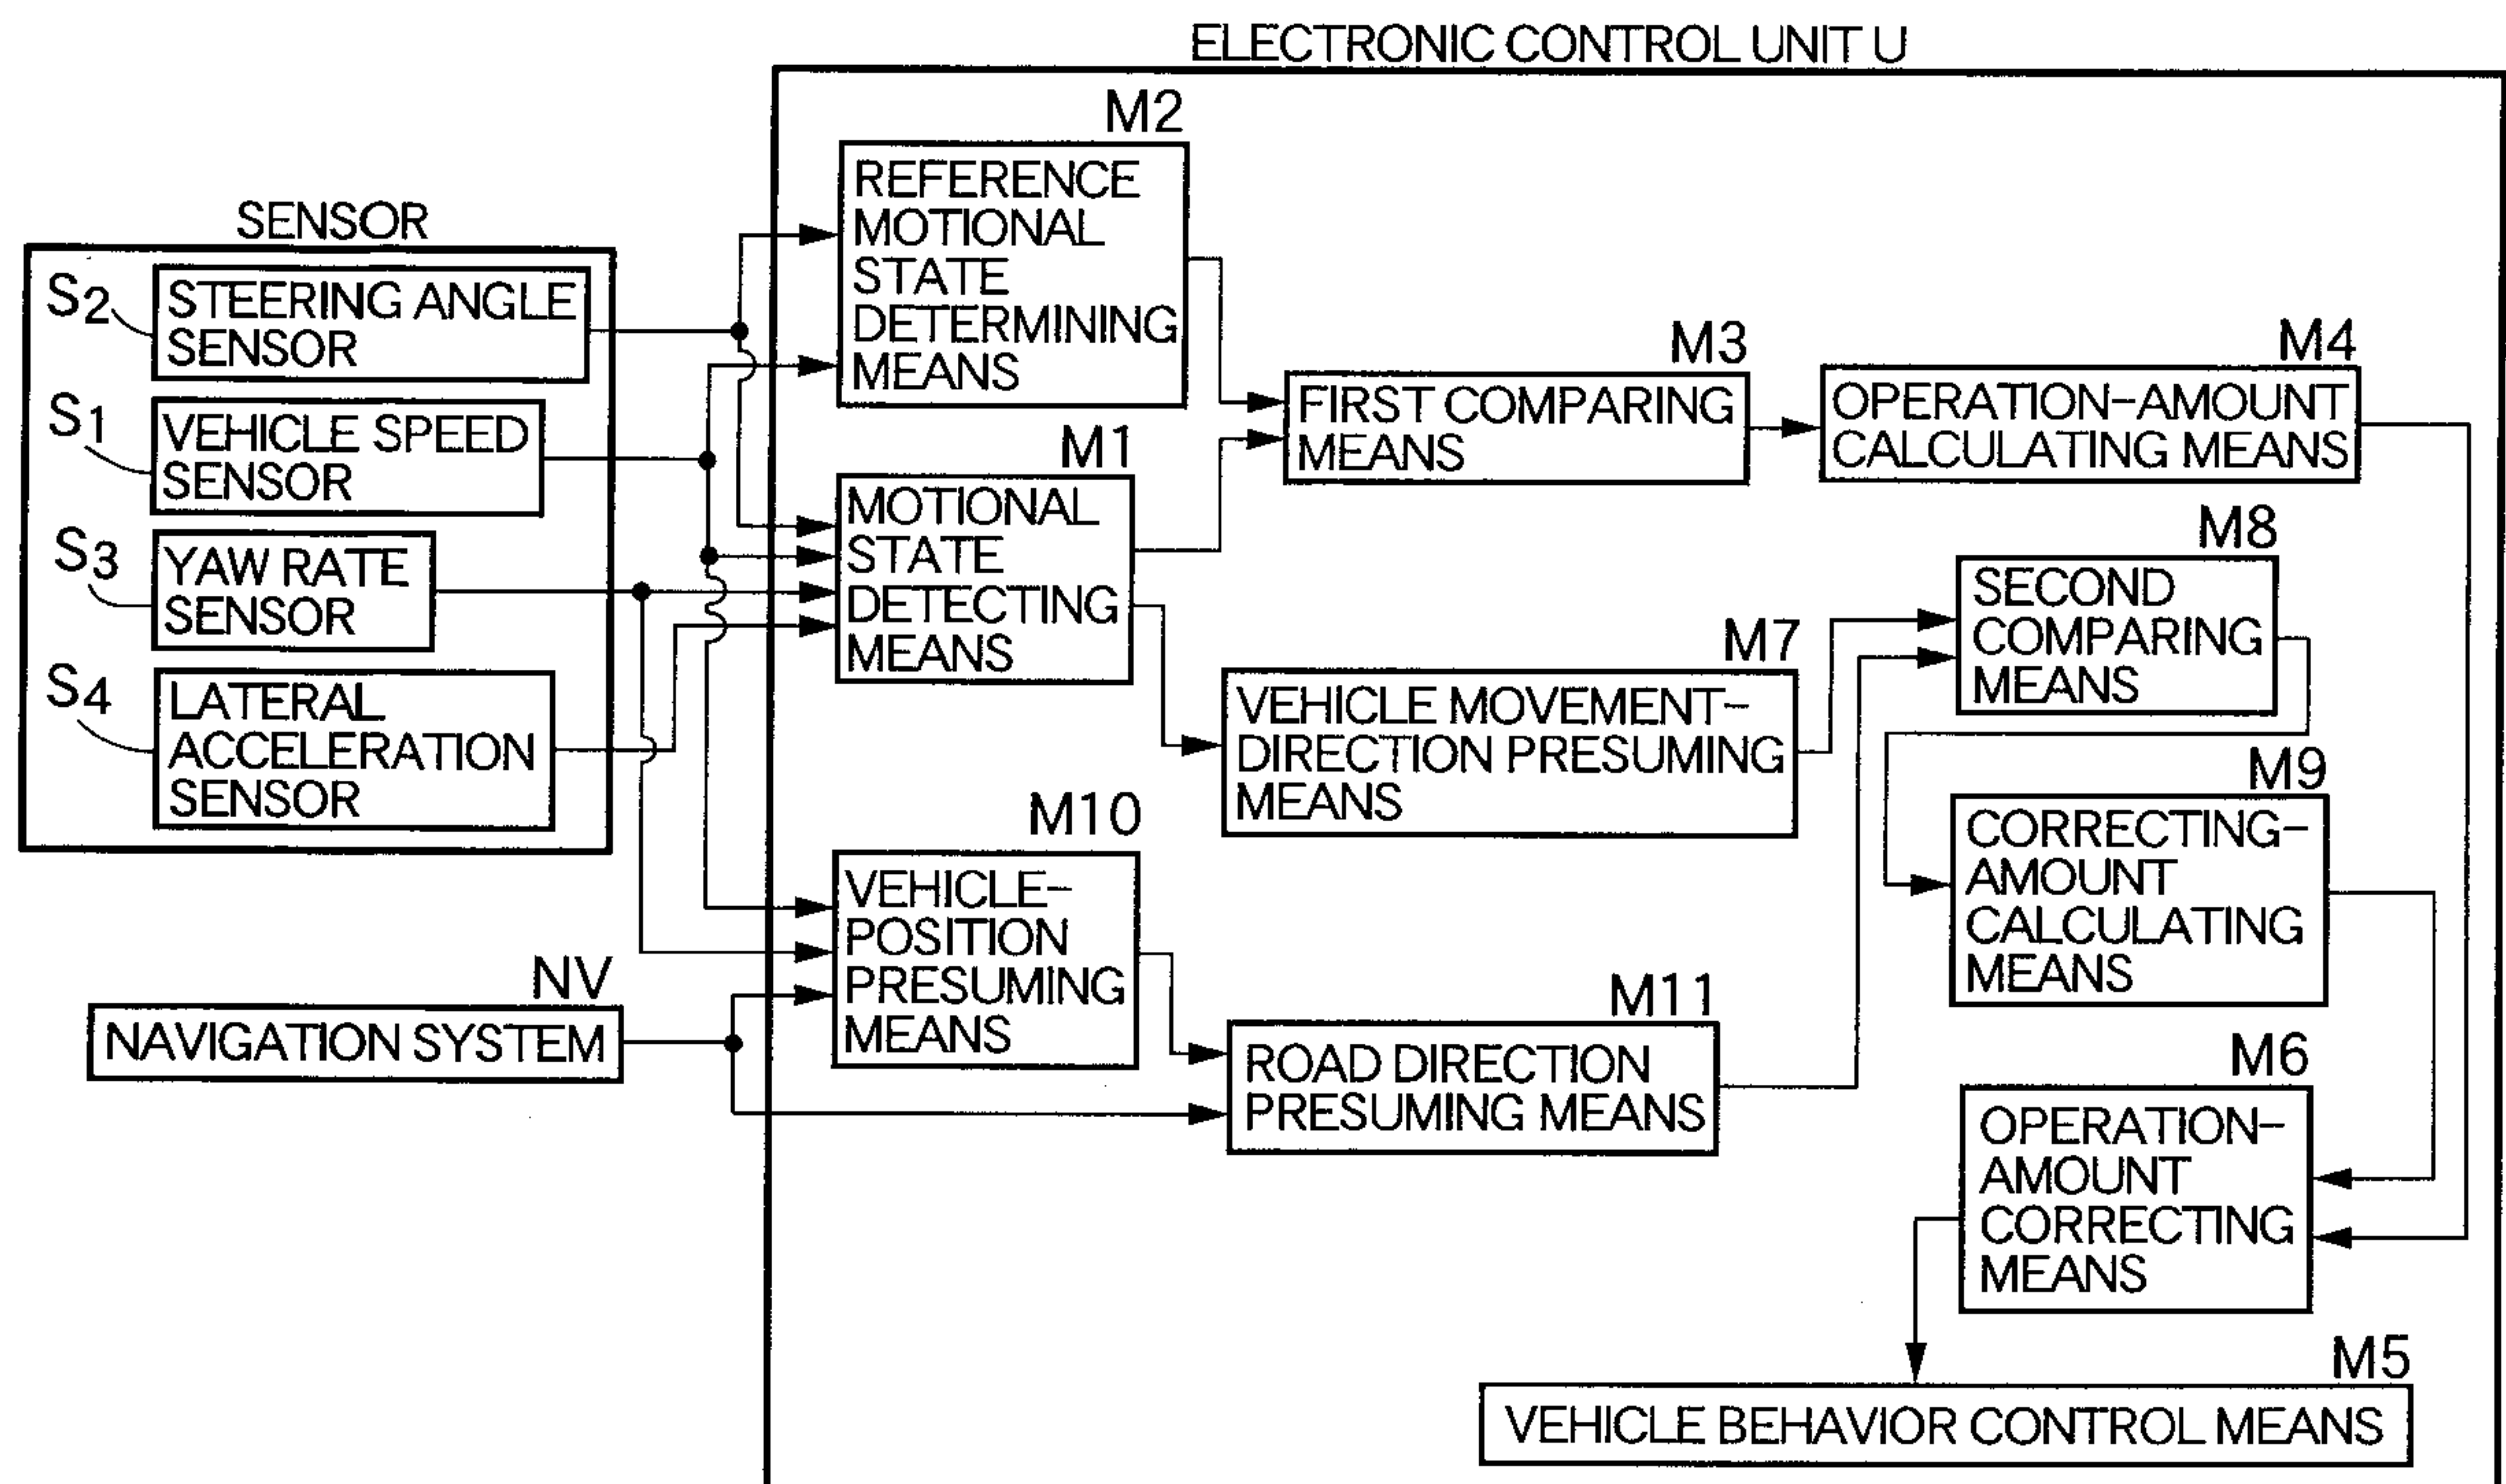 ELECTRONIC CONTROL UNIT U
M2
REFERENCE
MOTIONAL
STATE
DETERMINING
MEANS
SENSOR
S2
STEERING ANGLE
SENSOR
S1
VEHICLE SPEED
SENSOR
S3
YAW RATE
SENSOR
S4
LATERAL
ACCELERATION
SENSOR
M1
MOTIONAL
STATE
DETECTING
MEANS
M3
FIRST COMPARING
MEANS
M4
OPERATION-AMOUNT
CALCULATING MEANS
M8
SECOND
COMPARING
MEANS
M7
VEHICLE MOVEMENT-
DIRECTION PRESUMING
MEANS
M9
CORRECTING-
AMOUNT
CALCULATING
MEANS
M10
VEHICLE-
POSITION
PRESUMING
MEANS
NV
NAVIGATION SYSTEM
M11
ROAD DIRECTION
PRESUMING MEANS
M6
OPERATION-
AMOUNT
CORRECTING
MEANS
M5
VEHICLE BEHAVIOR CONTROL MEANS